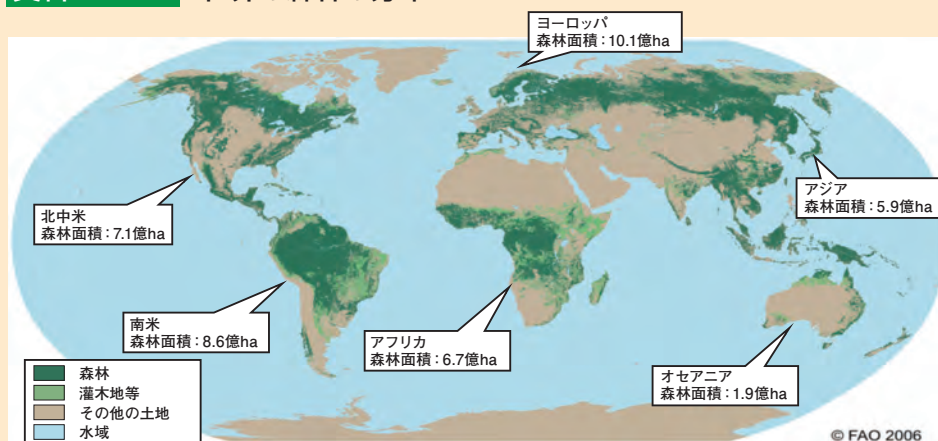 ヨーロッパ
森林面積:10.1億ha
アジア
森林面積:5.9億ha
北中米
森林面積:7.1億ha
南米
森林面積:8.6億ha
アフリカ
森林面積:6.7億ha
オセアニア
森林面積:1.9億ha
森林
灌木地等
その他の土地
水域
© FAO 2006